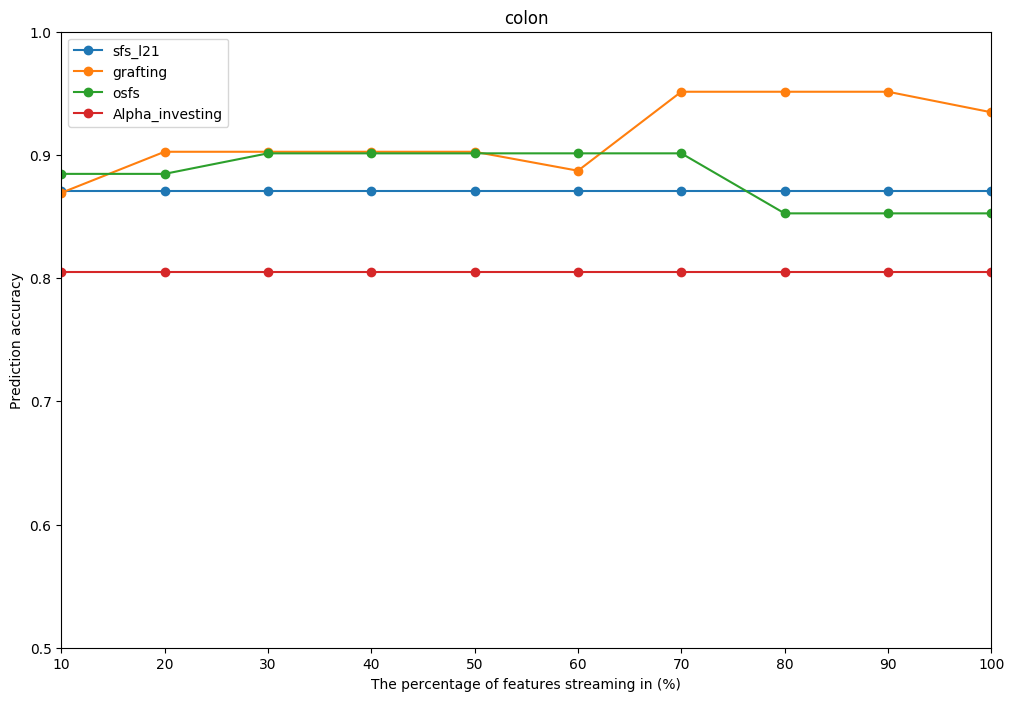 colon
sfs_l21
grafting
osfs
Alpha_investing
Prediction accuracy
1.0
0.9
0.8
0.7
0.6
0.5
10 20 30 40 50 60 70 80 90 100
The percentage of features streaming in (%)